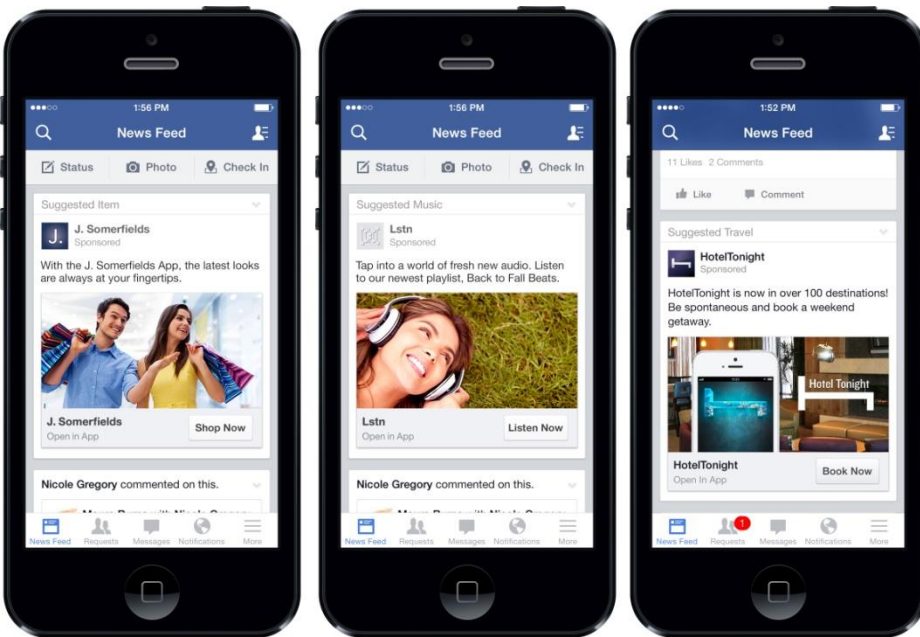 1:56 PM
News Feed
Status Photo Check In
Suggested Item
J. J. Somerfields
Sponsored
With the J. Somerfields App, the latest looks
are always at your fingertips.
J. Somerfields
Open in App
Shop Now
Nicole Gregory commented on this.
News Feed Requests Messages Notifications More
1:56 PM
News Feed
Status Photo Check In
Suggested Music
Lstn
Sponsored
Tap into a world of fresh new audio. Listen
to our newest playlist, Back to Fall Beats.
Lstn
Open in App
Listen Now
Nicole Gregory commented on this.
News Feed Requests Messages Notifications More
1:52 PM
News Feed
11 Likes 2 Comments
Like Comment
Suggested Travel
HotelTonight
Sponsored
HotelTonight is now in over 100 destinations!
Be spontaneous and book a weekend
getaway.
Hotel Tonight
HotelTonight
Open In App
Book Now
1
News Feed Requests Messages Notifications More